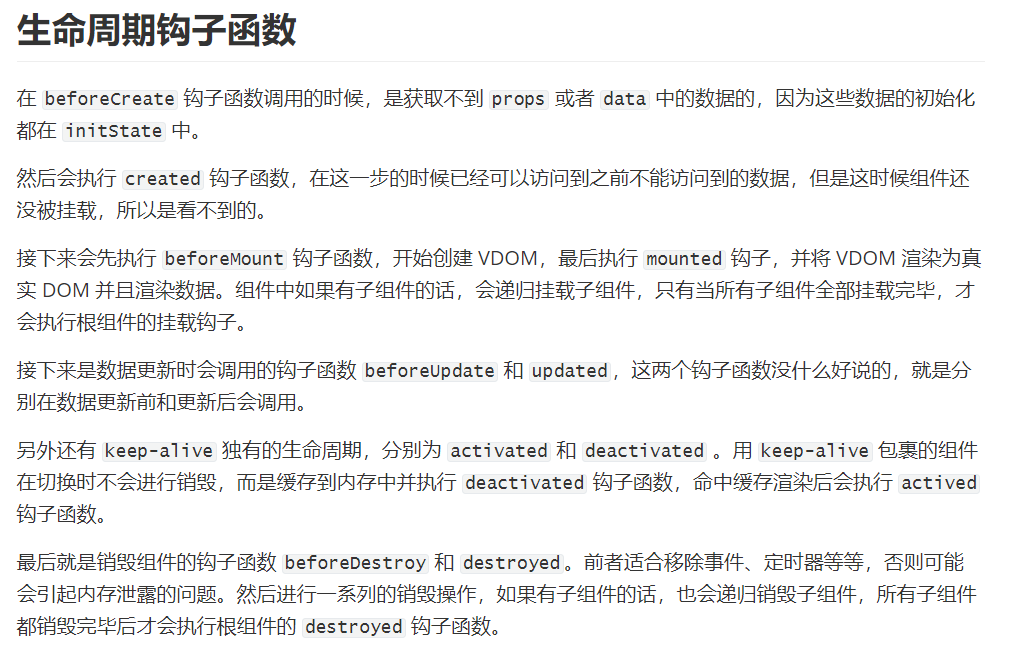 生命周期钩子函数
在 beforeCreate 钩子函数调用的时候，是获取不到 props 或者 data 中的数据的，因为这些数据的初始化
都在 initState 中。
然后会执行 created 钩子函数，在这一步的时候已经可以访问到之前不能访问到的数据，但是这时候组件还
没被挂载，所以是看不到的。
接下来会先执行 beforeMount 钩子函数，开始创建 VDOM，最后执行 mounted 钩子，并将 VDOM 渲染为真
实 DOM 并且渲染数据。组件中如果有子组件的话，会递归挂载子组件，只有当所有子组件全部挂载完毕，才
会执行根组件的挂载钩子。
接下来是数据更新时会调用的钩子函数 beforeUpdate 和 updated，这两个钩子函数没什么好说的，就是分
别在数据更新前和更新后会调用。
另外还有 keep-alive 独有的生命周期，分别为 activated 和 deactivated 。用 keep-alive 包裹的组件
在切换时不会进行销毁，而是缓存到内存中并执行 deactivated 钩子函数，命中缓存渲染后会执行 actived
钩子函数。
最后就是销毁组件的钩子函数 beforeDestroy 和 destroyed。前者适合移除事件、定时器等等，否则可能
会引起内存泄露的问题。然后进行一系列的销毁操作，如果有子组件的话，也会递归销毁子组件，所有子组件
都销毁完毕后才会执行根组件的 destroyed 钩子函数。